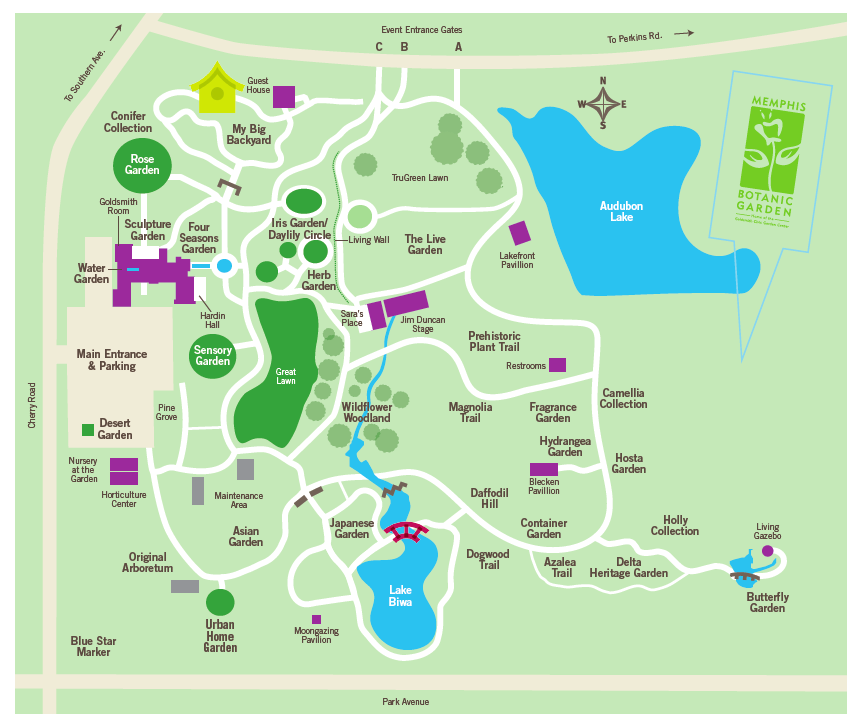 Event Entrance Gates
C B A
To Perkins Rd.
To Southern Ave.
Guest
House
N
W E
S
MEMPHIS
BOTANIC
GARDEN
Conifer
Collection
My Big
Backyard
Rose
Garden
TruGreen Lawn
Goldsmith
Room
Sculpture
Garden
Four
Seasons
Garden
Iris Garden/
Daylily Circle
Living Wall
The Live
Garden
Audubon
Lake
Lakefront
Pavillion
Water
Garden
Herb
Garden
Hardin
Hall
Sara's
Place
Jim Duncan
Stage
Main Entrance
& Parking
Sensory
Garden
Great
Lawn
Prehistoric
Plant Trail
Restrooms
Cherry Road
Pine
Grove
Desert
Garden
Wildflower
Woodland
Magnolia
Trail
Fragrance
Garden
Camellia
Collection
Hydrangea
Garden
Hosta
Garden
Nursery
at the
Garden
Horticulture
Center
Maintenance
Area
Blecken
Pavillion
Daffodil
Hill
Asian
Garden
Japanese
Garden
Container
Garden
Holly
Collection
Living
Gazebo
Original
Arboretum
Dogwood
Trail
Azalea
Trail
Delta
Heritage Garden
Lake
Biwa
Butterfly
Garden
Urban
Home
Garden
Moongazing
Pavilion
Blue Star
Marker
Park Avenue